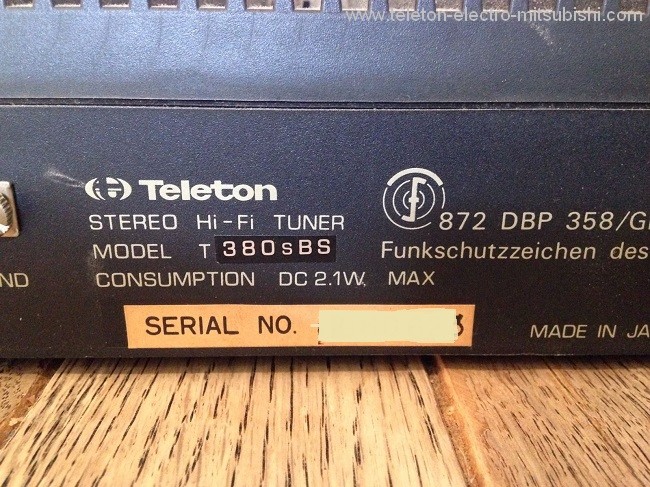 www.teleton-electro-mitsubishi.com
Teleton
STEREO Hi-Fi TUNER
872 DBP 358/
MODEL T 380sBS
Funkschutzzeichen des
CONSUMPTION DC 2.1W. MAX
SERIAL NO.
MADE IN